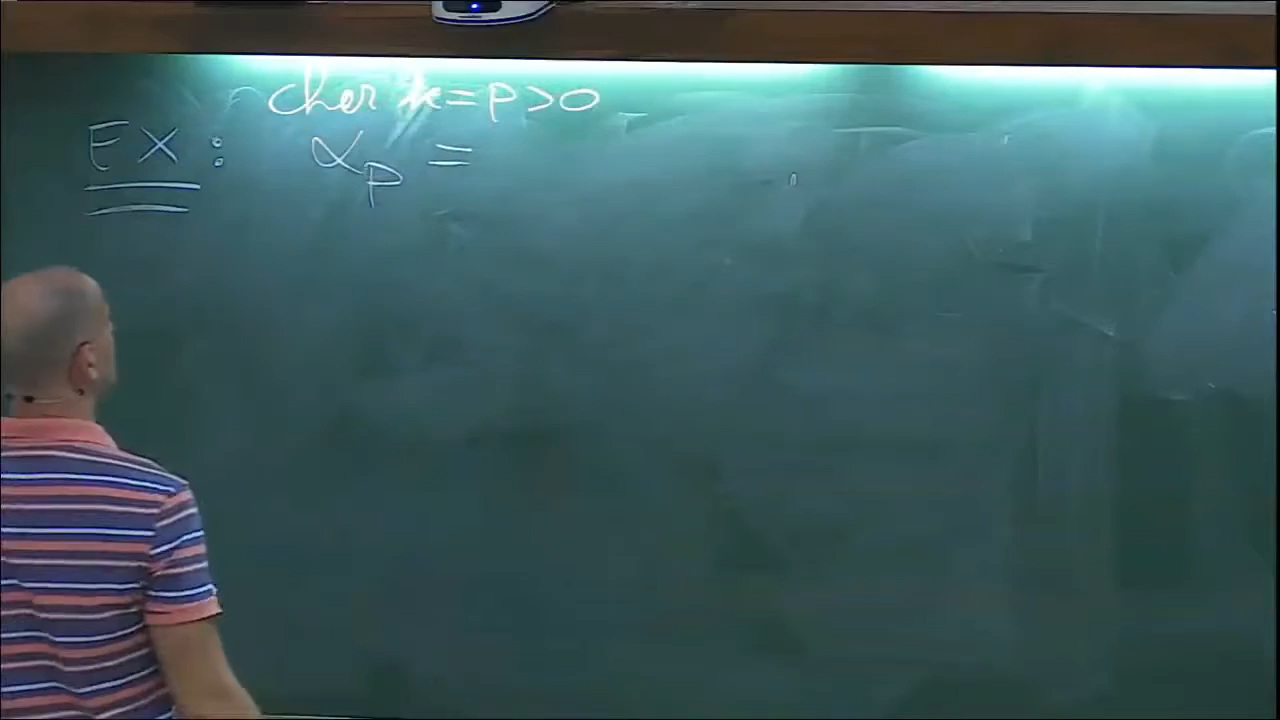 char k = p > 0
EX : α_p =